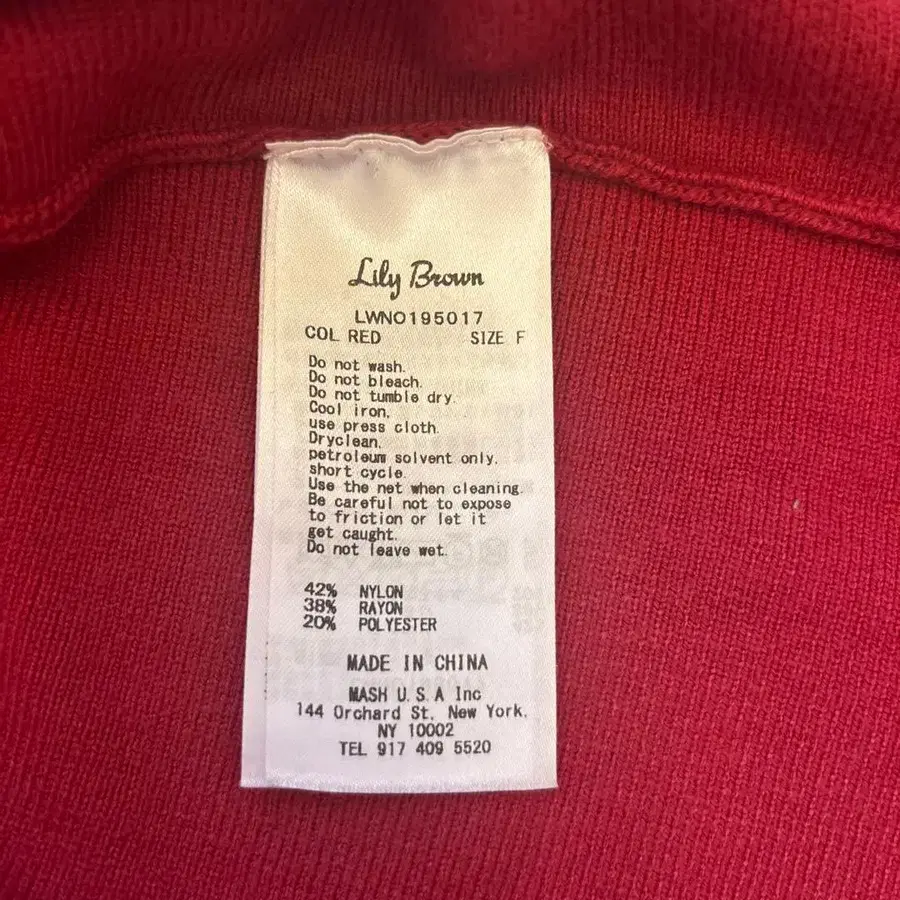 Lily Brown
LWNO195017
COL RED SIZE F
Do not wash.
Do not bleach.
Do not tumble dry.
Cool iron,
use press cloth.
Dryclean,
petroleum solvent only.
short cycle.
Use the net when cleaning.
Be careful not to expose
to friction or let it
get caught.
Do not leave wet.
42% NYLON
38% RAYON
20% POLYESTER
MADE IN CHINA
MASH U.S.A Inc
144 Orchard St, New York,
NY 10002
TEL 917 409 5520